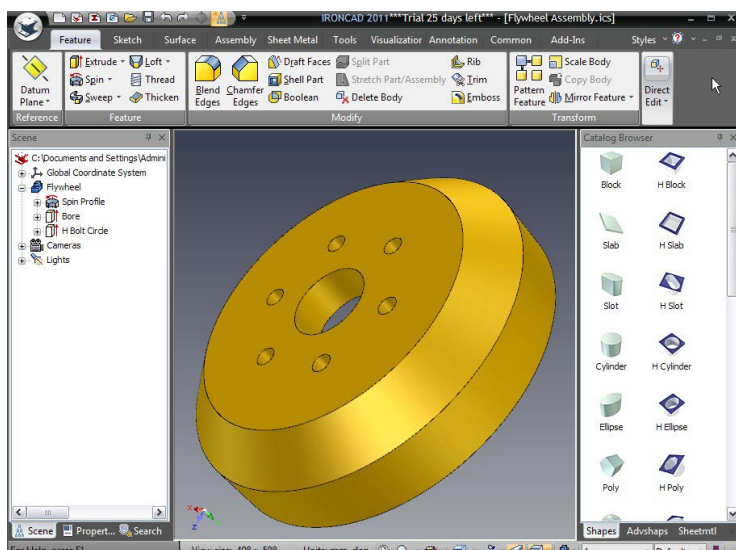 IRONCAD 2011***Trial 25 days left*** - [Flywheel Assembly.ics]
Feature Sketch Surface Assembly Sheet Metal Tools Visualization Annotation Common Add-Ins Styles
Datum Plane
Extrude
Spin
Sweep
Loft
Thread
Thicken
Blend Edges
Chamfer Edges
Draft Faces
Shell Part
Boolean
Split Part
Stretch Part/Assembly
Delete Body
Rib
Trim
Emboss
Pattern Feature
Scale Body
Copy Body
Mirror Feature
Direct Edit
Reference Feature Modify Transform
Scene
C:\Documents and Settings\Admini
Global Coordinate System
Flywheel
Spin Profile
Bore
H Bolt Circle
Cameras
Lights
Scene Propert... Search
Catalog Browser
Block H Block
Slab H Slab
Slot H Slot
Cylinder H Cylinder
Ellipse H Ellipse
Poly H Poly
Shapes Advshaps Sheetmtl